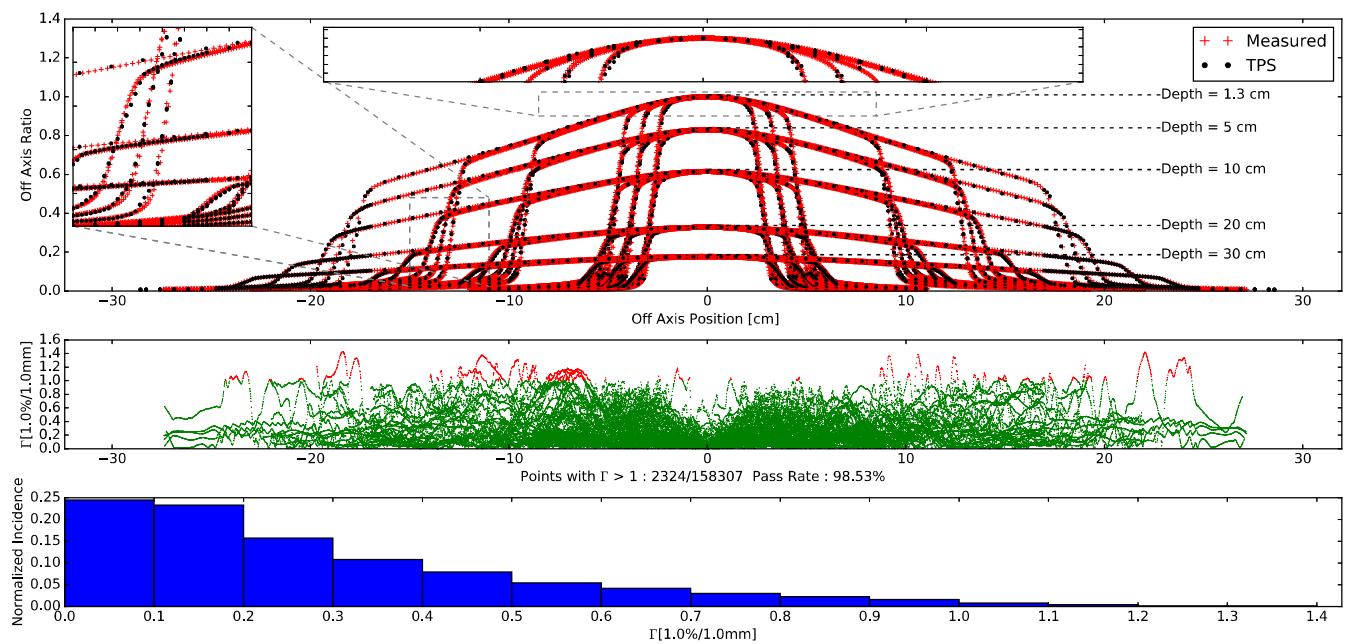 1.4
1.2
1.0
0.8
0.6
0.4
0.2
0.0
Off Axis Ratio
Measured
TPS
Depth = 1.3 cm
Depth = 5 cm
Depth = 10 cm
Depth = 20 cm
Depth = 30 cm
−30 −20 −10 0 10 20 30
Off Axis Position [cm]
1.6
1.4
1.2
1.0
0.8
0.6
0.4
0.2
0.0
Γ[1.0%/1.0mm]
−30 −20 −10 0 10 20 30
Points with Γ > 1 : 2324/158307 Pass Rate : 98.53%
0.25
0.20
0.15
0.10
0.05
0.00
Normalized Incidence
0.0 0.1 0.2 0.3 0.4 0.5 0.6 0.7 0.8 0.9 1.0 1.1 1.2 1.3 1.4
Γ[1.0%/1.0mm]